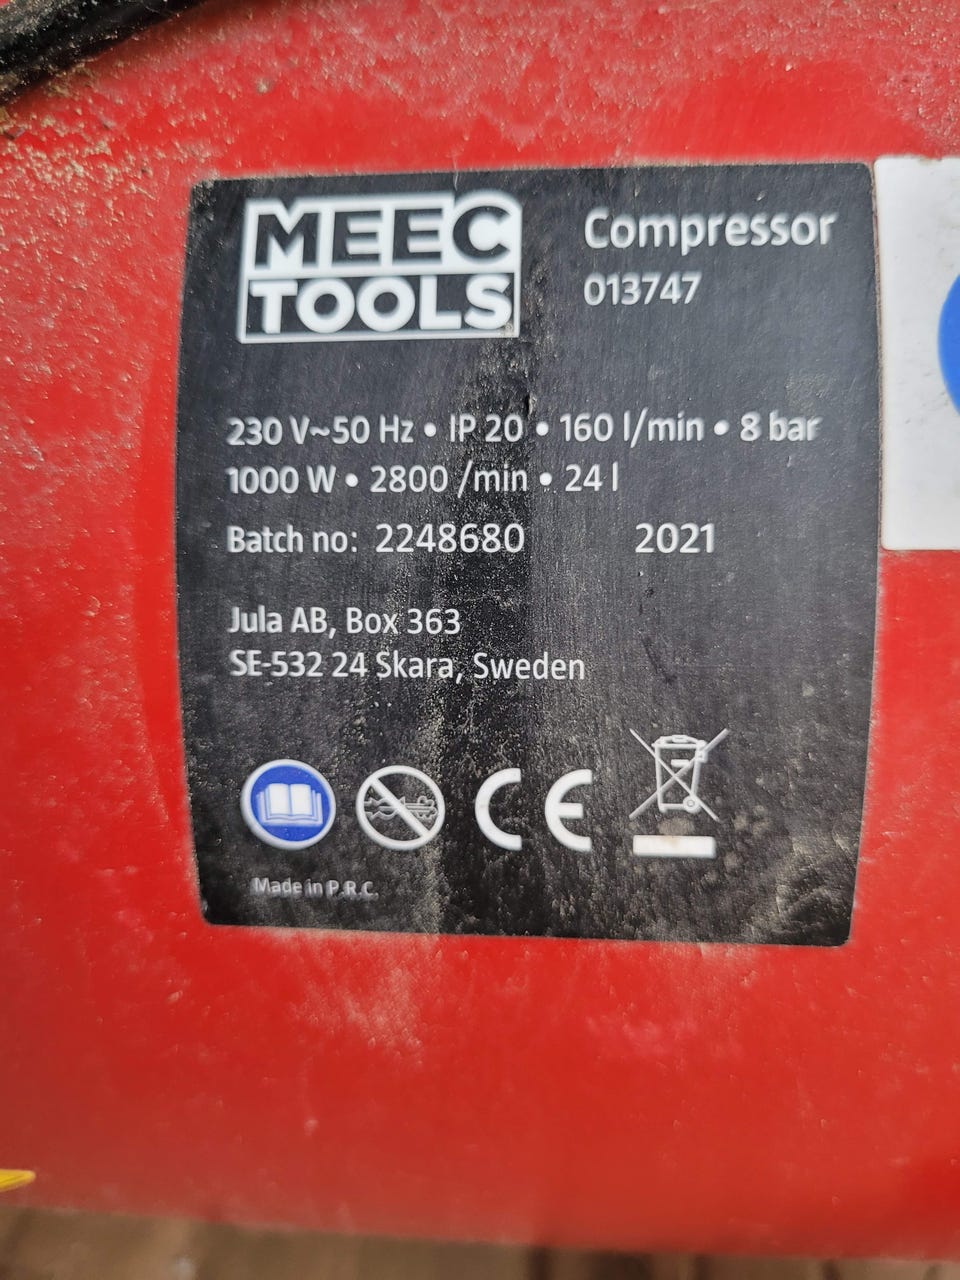 MEEC
TOOLS
Compressor
013747
230 V~50 Hz • IP 20 • 160 l/min • 8 bar
1000 W • 2800 /min • 24 l
Batch no: 2248680 2021
Jula AB, Box 363
SE-532 24 Skara, Sweden
CE
Made in P.R.C.